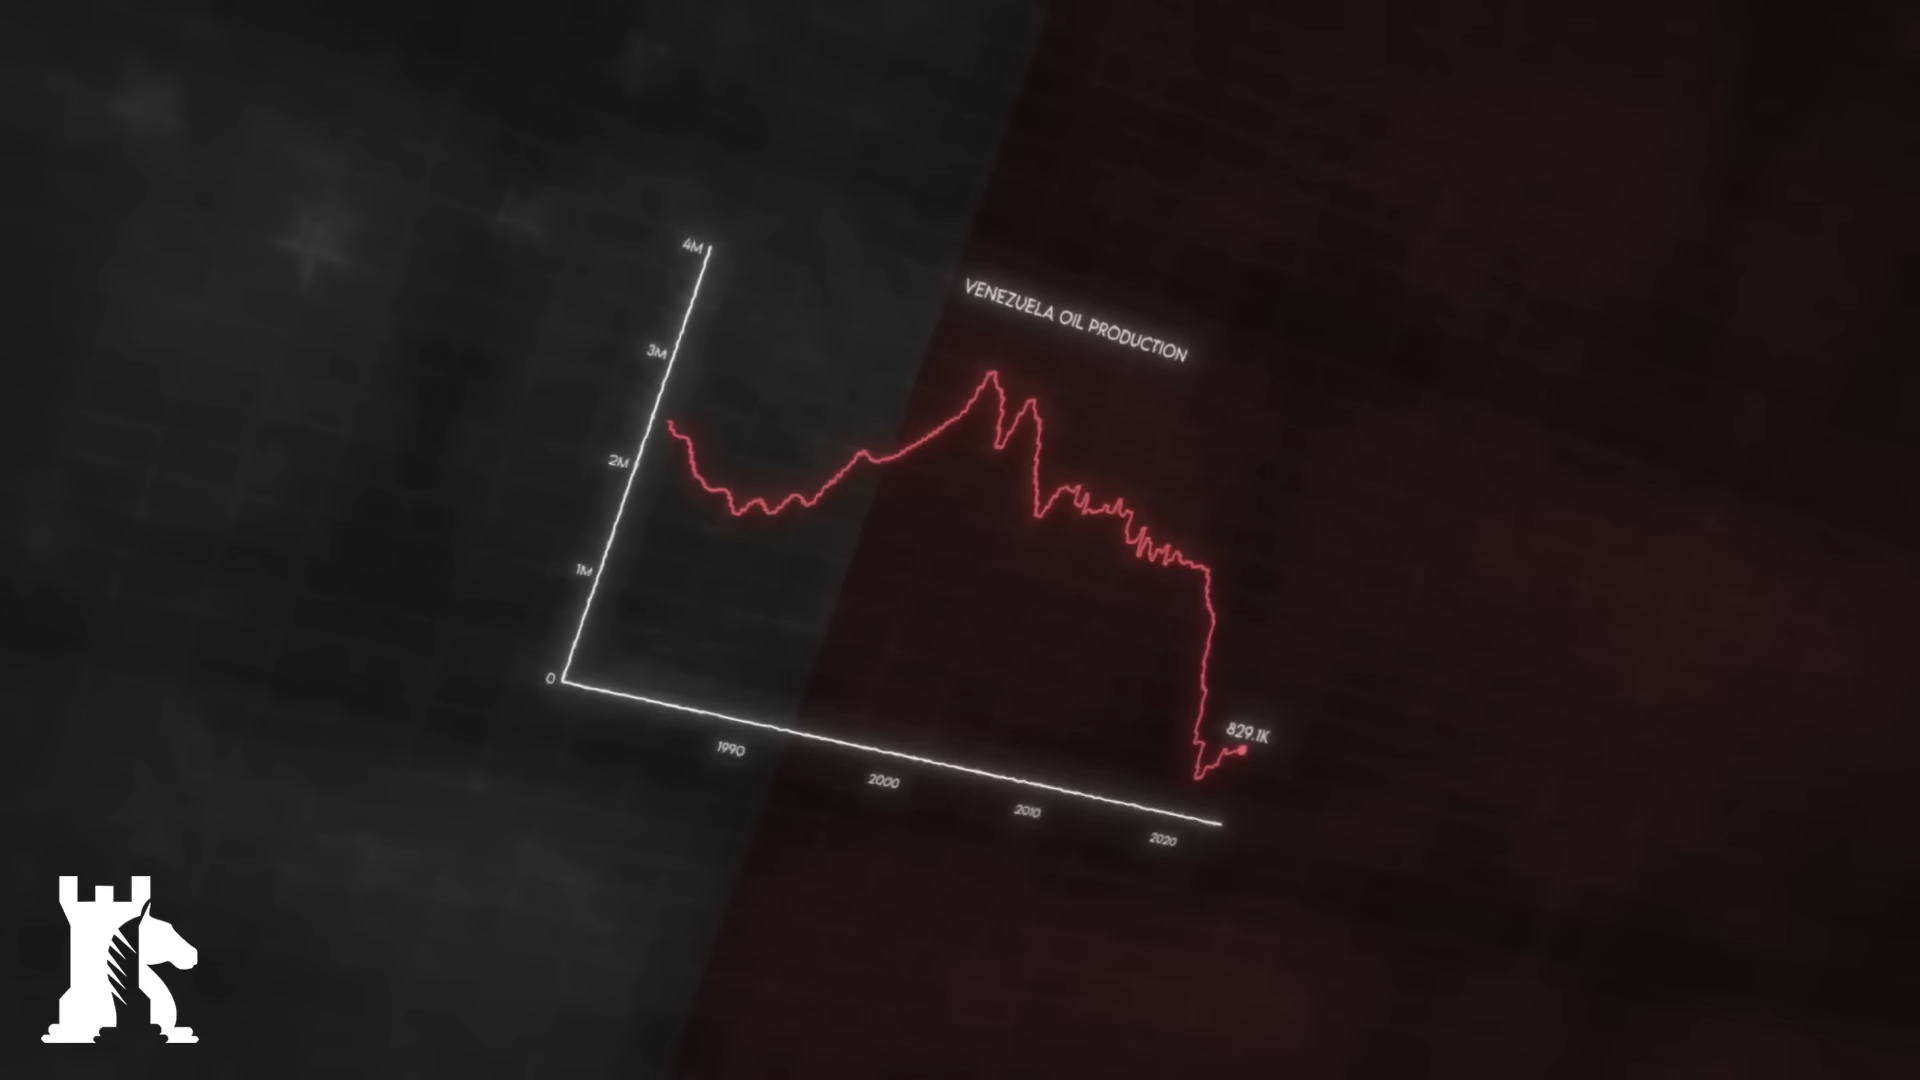 VENEZUELA OIL PRODUCTION
4M
3M
2M
1M
0
1990
2000
2010
2020
829.1K